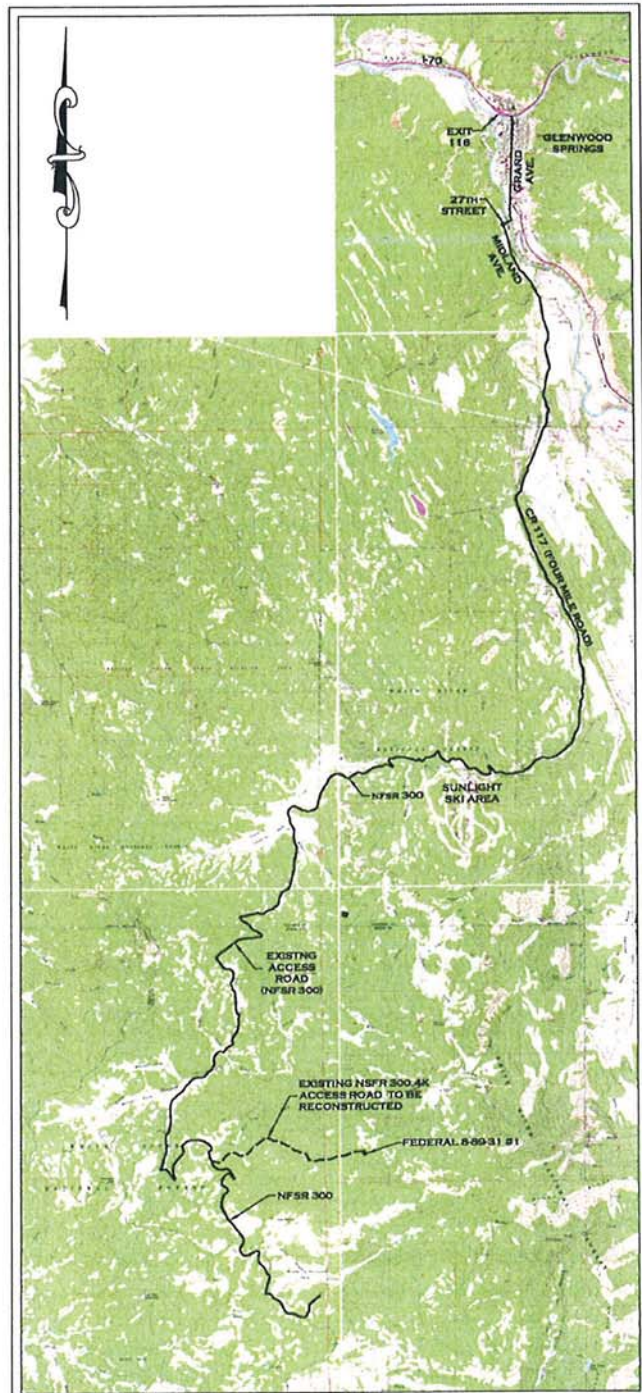 I-70
EXIT
116
GLENWOOD
SPRINGS
GRAND
AVE.
27TH
STREET
MIDLAND
AVE.
CR 117 (FOUR MILE ROAD)
NFSR 300
SUNLIGHT
SKI AREA
EXISTNG
ACCESS
ROAD
(NFSR 300)
EXISTING NSFR 300.4K
ACCESS ROAD TO BE
RECONSTRUCTED
FEDERAL 8-89-31 #1
NFSR 300